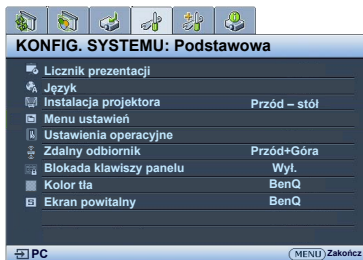 KONFIG. SYSTEMU: Podstawowa
Licznik prezentacji
Język
Instalacja projektora Przód – stół
Menu ustawień
Ustawienia operacyjne
Zdalny odbiornik Przód+Góra
Blokada klawiszy panelu Wył.
Kolor tła BenQ
Ekran powitalny BenQ
PC MENU Zakończ